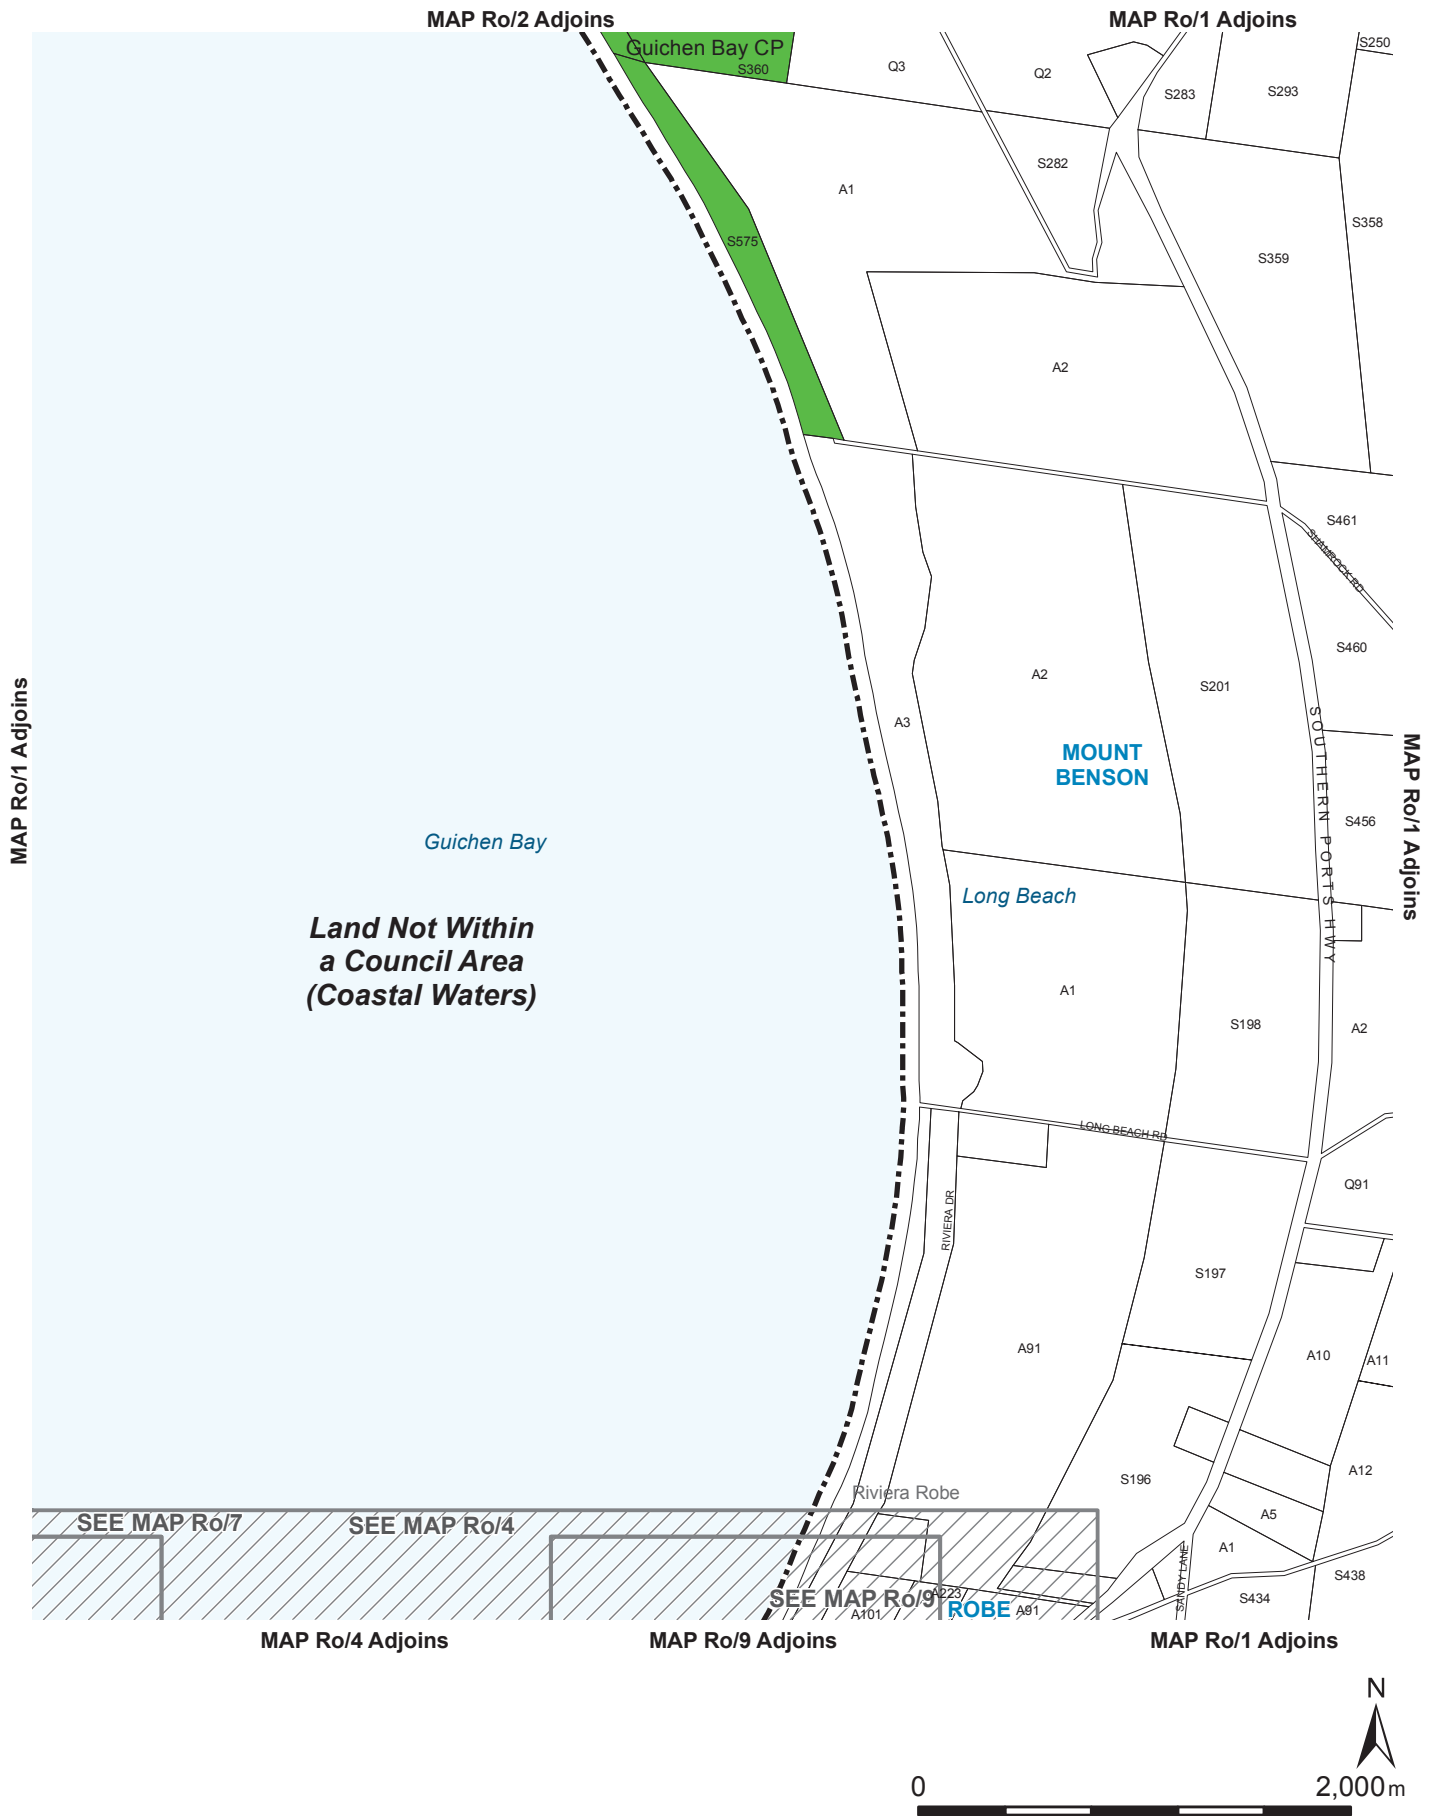 MAP Ro/2 Adjoins
MAP Ro/1 Adjoins
Guichen Bay CP
S360
Q3
Q2
S283
S293
S250
S282
A1
S575
S358
S359
A2
S461
SHAMROCK RD
S460
A2
S201
A3
MOUNT
BENSON
SOUTHERN PORTS HWY
MAP Ro/1 Adjoins
MAP Ro/1 Adjoins
S456
Guichen Bay
Long Beach
Land Not Within
a Council Area
(Coastal Waters)
A1
S198
A2
LONG BEACH RD
Q91
RIVIERA DR
S197
A91
A10
A11
S196
A12
Riviera Robe
A5
SEE MAP Ro/7
SEE MAP Ro/4
A1
SANDY LANE
S438
S434
A223
SEE MAP Ro/9
A101
ROBE
A91
MAP Ro/4 Adjoins
MAP Ro/9 Adjoins
MAP Ro/1 Adjoins
N
0
2,000m